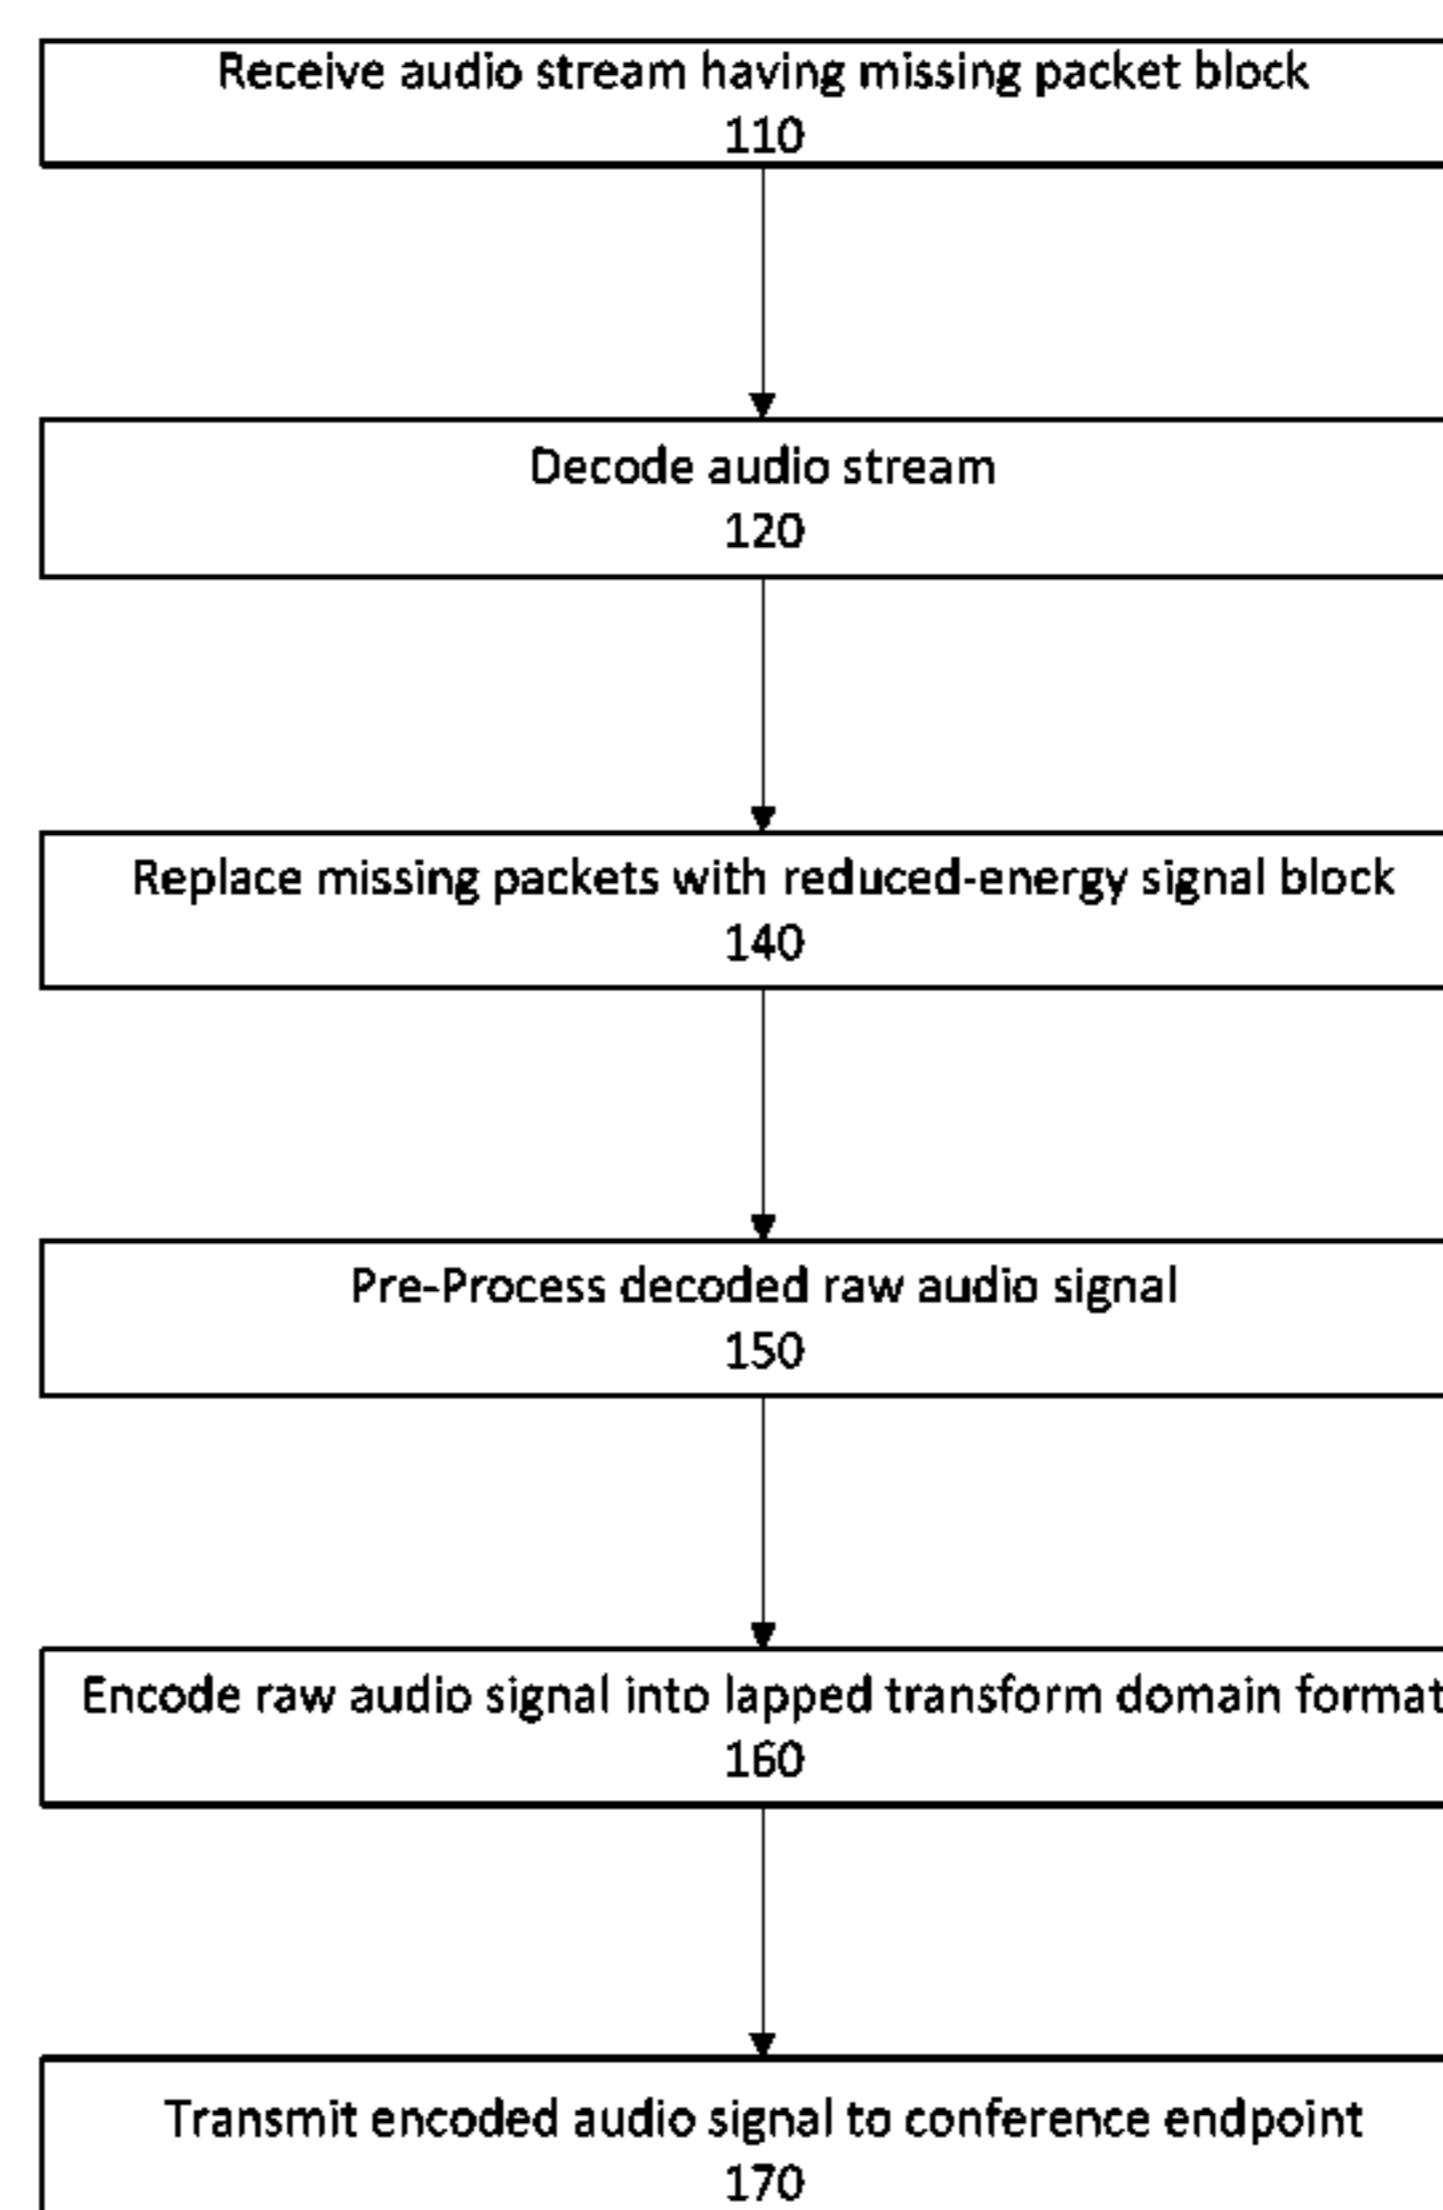 Receive audio stream having missing packet block
110
Decode audio stream
120
Replace missing packets with reduced-energy signal block
140
Pre-Process decoded raw audio signal
150
Encode raw audio signal into lapped transform domain format
160
Transmit encoded audio signal to conference endpoint
170